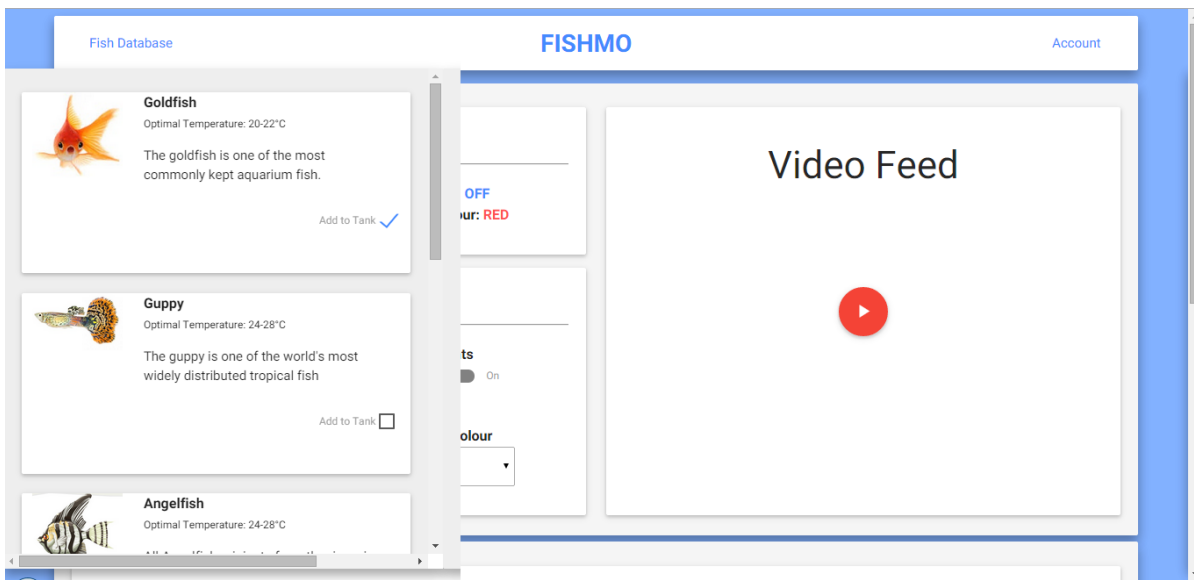 Fish Database
FISHMO
Account
Goldfish
Optimal Temperature: 20-22°C
The goldfish is one of the most
commonly kept aquarium fish.
Add to Tank
Guppy
Optimal Temperature: 24-28°C
The guppy is one of the world's most
widely distributed tropical fish
Add to Tank
Angelfish
Optimal Temperature: 24-28°C
OFF
ur: RED
ts
On
olour
Video Feed